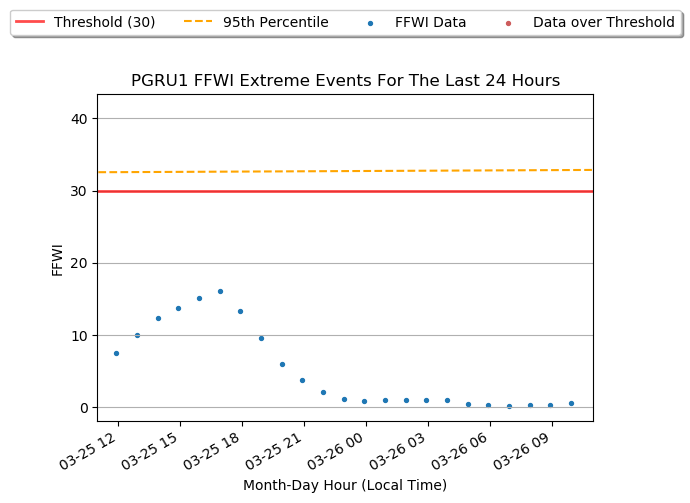 Threshold (30) 95th Percentile FFWI Data Data over Threshold
PGRU1 FFWI Extreme Events For The Last 24 Hours
40
30
20
10
0
FFWI
03-25 12 03-25 15 03-25 18 03-25 21 03-26 00 03-26 03 03-26 06 03-26 09
Month-Day Hour (Local Time)